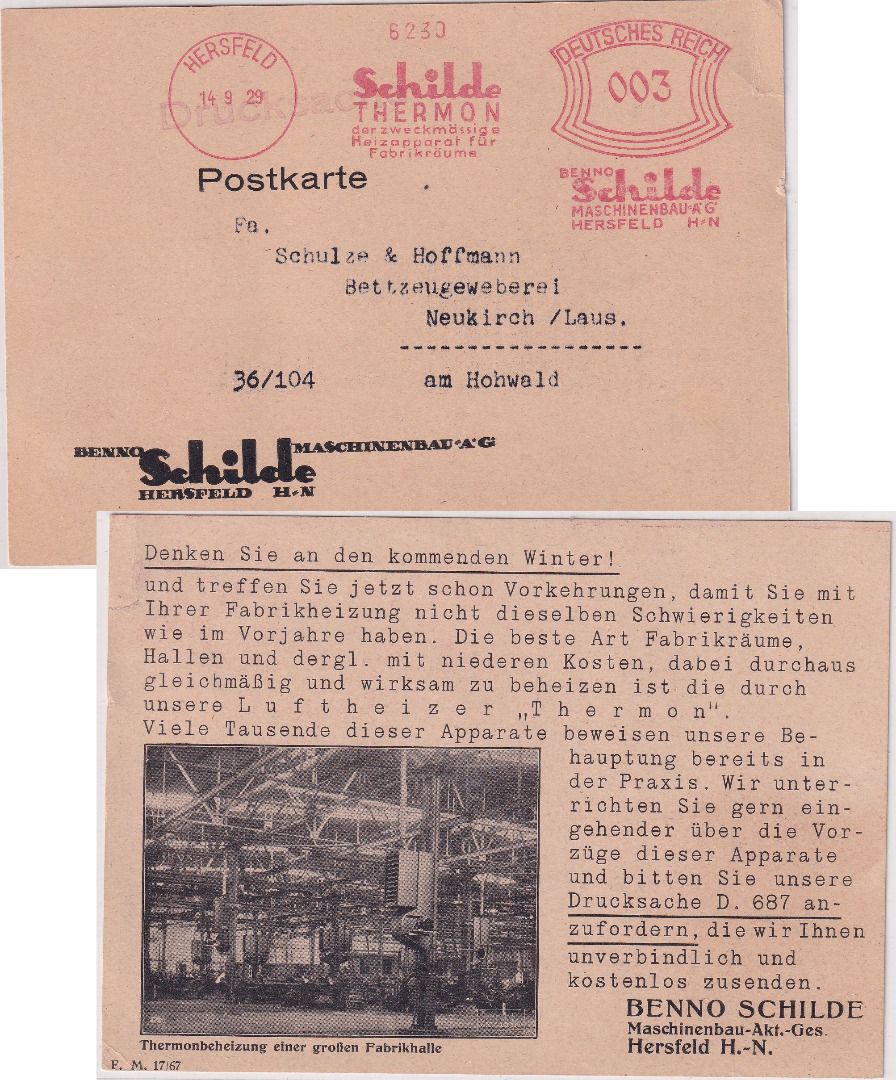 6230
HERSFELD
14 9 29
Drucksac
Schilde
THERMON
der zweckmässige
Heizapparat für
Fabrikräume
DEUTSCHES REICH
003
BENNO
Schilde
MASCHINENBAU-A'G'
HERSFELD H-N
Postkarte
Fa.
Schulze & Hoffmann
Bettzeugeweberei
Neukirch /Laus.
36/104 am Hohwald
BENNO Schilde MASCHINENBAU-A'G
HERSFELD H-N
Denken Sie an den kommenden Winter!
und treffen Sie jetzt schon Vorkehrungen, damit Sie mit
Ihrer Fabrikheizung nicht dieselben Schwierigkeiten
wie im Vorjahre haben. Die beste Art Fabrikräume,
Hallen und dergl. mit niederen Kosten, dabei durchaus
gleichmäßig und wirksam zu beheizen ist die durch
unsere L u f t h e i z e r „T h e r m o n".
Viele Tausende dieser Apparate beweisen unsere Be-
hauptung bereits in
der Praxis. Wir unter-
richten Sie gern ein-
gehender über die Vor-
züge dieser Apparate
und bitten Sie unsere
Drucksache D. 687 an-
zufordern, die wir Ihnen
unverbindlich und
kostenlos zusenden.
BENNO SCHILDE
Maschinenbau-Akt.-Ges.
Hersfeld H.-N.
Thermonbeheizung einer großen Fabrikhalle
F. M. 17/67